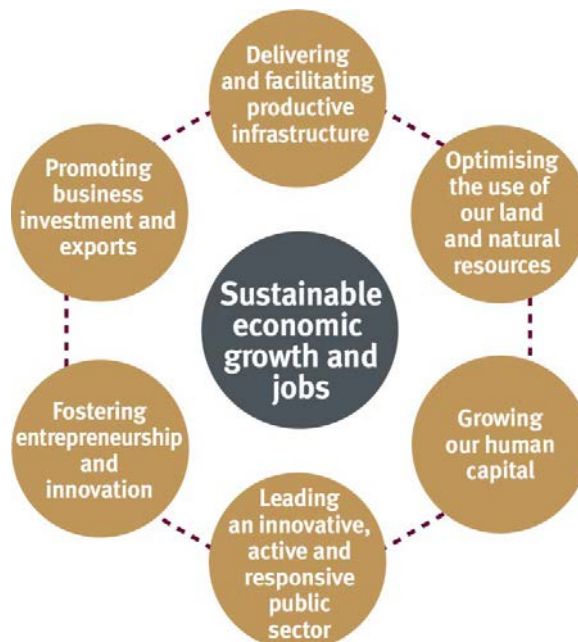 Delivering
and facilitating
productive
infrastructure
Optimising
the use of
our land
and natural
resources
Growing
our human
capital
Leading
an innovative,
active and
responsive
public
sector
Fostering
entrepreneurship
and
innovation
Promoting
business
investment and
exports
Sustainable
economic
growth and
jobs